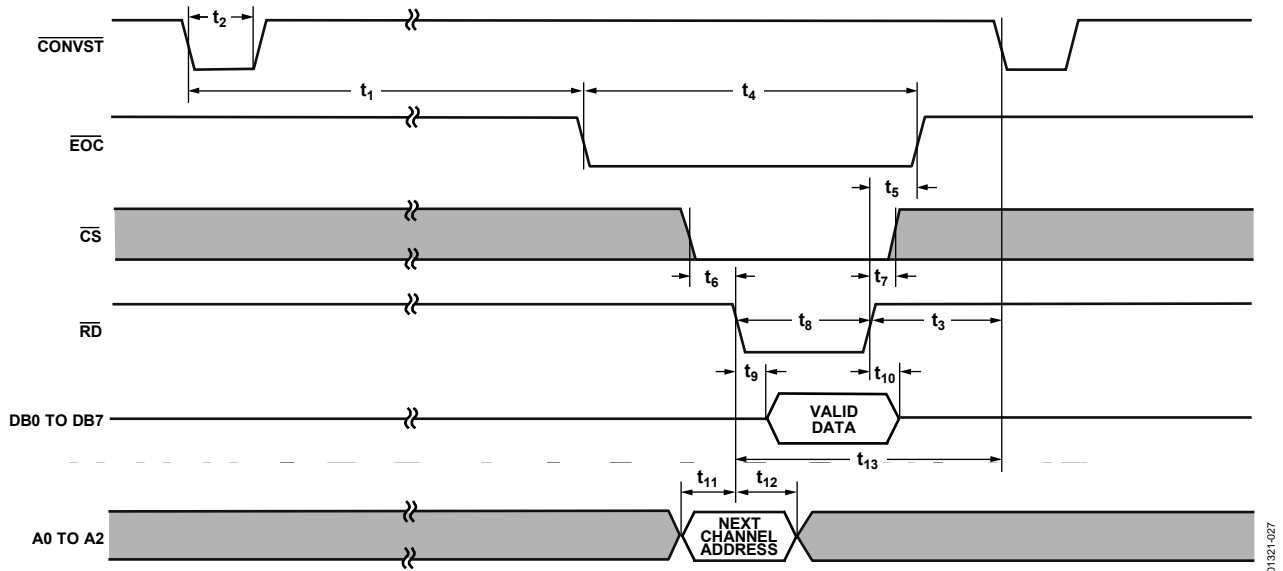 t2
CONVST
t1
t4
EOC
t5
CS
t6
t7
RD
t8
t3
t9
t10
DB0 TO DB7
VALID
DATA
t13
t11
t12
A0 TO A2
NEXT
CHANNEL
ADDRESS
01321-027